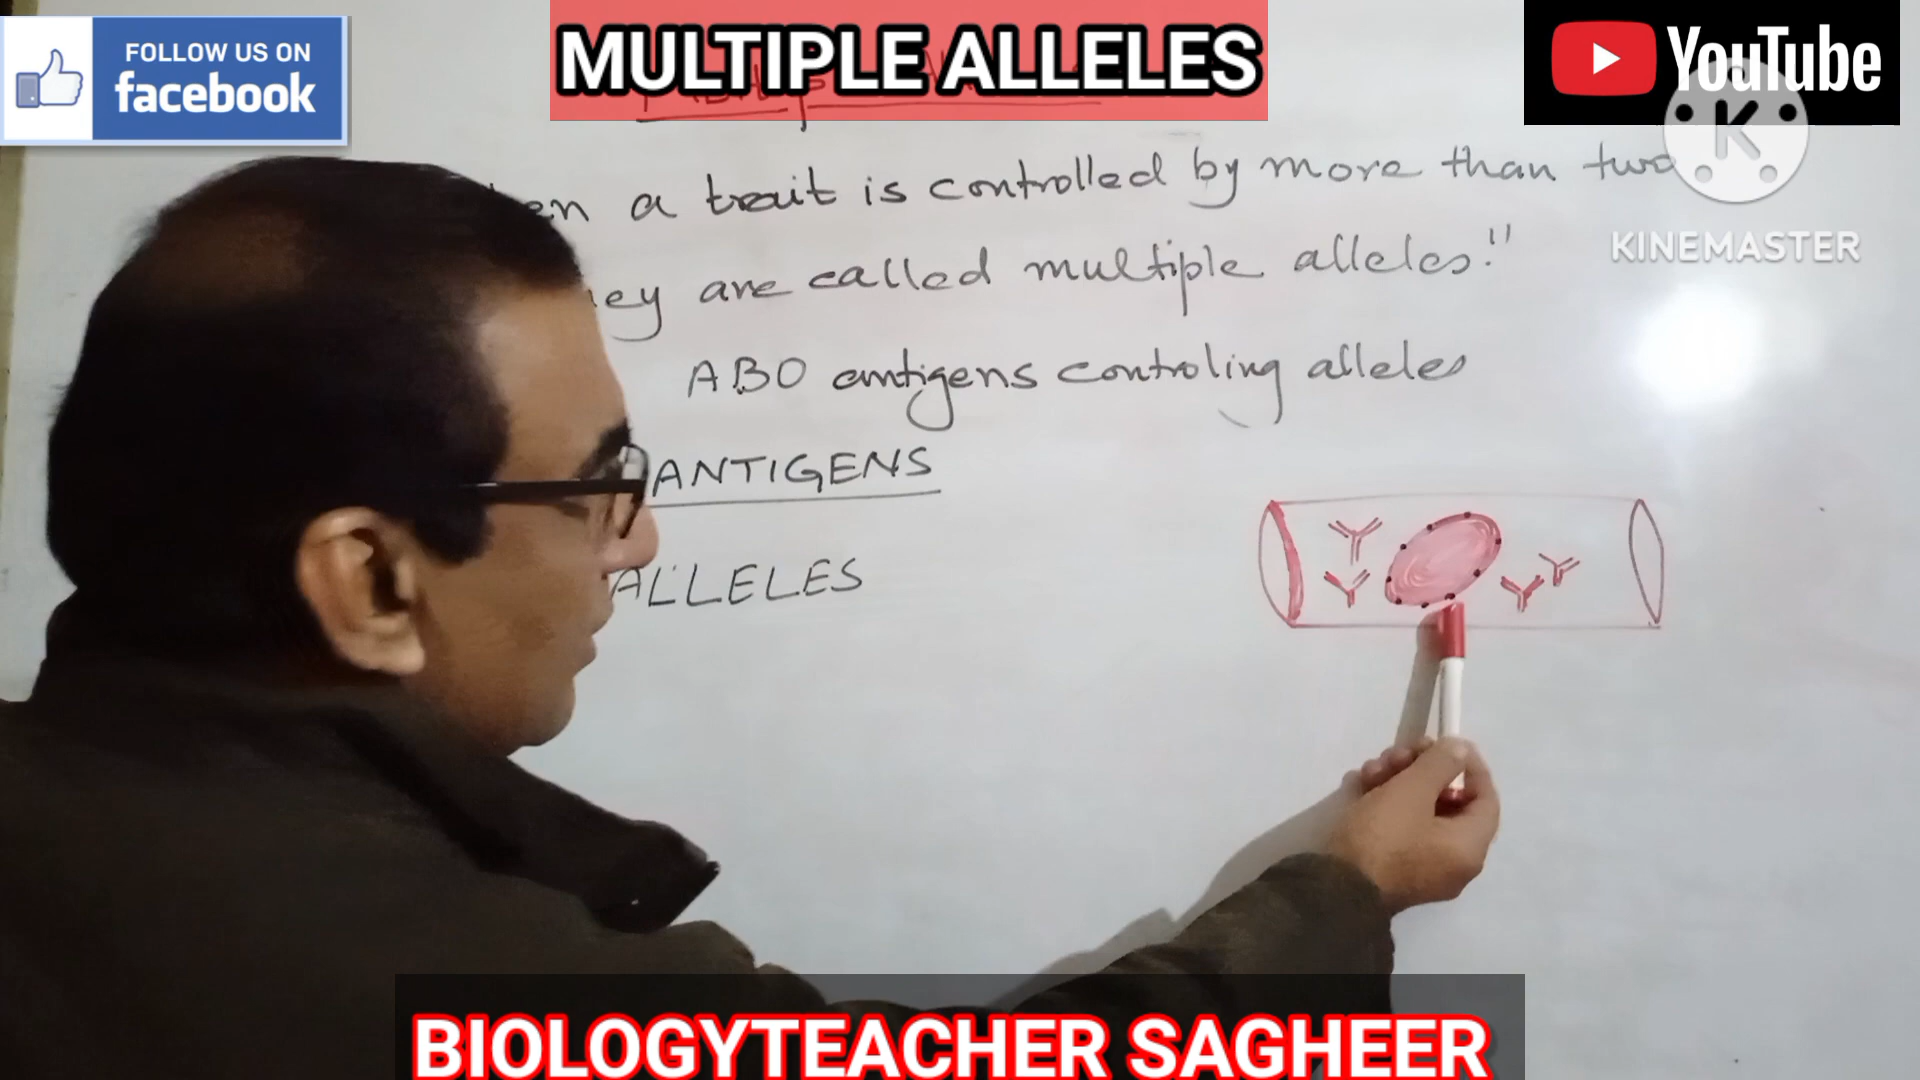 FOLLOW US ON
facebook
MULTIPLE ALLELES
YouTube
K
KINEMASTER
a trait is controlled by more than two
are called multiple alleles."
ABO antigens controling alleles
ANTIGENS
ALLELES
BIOLOGYTEACHER SAGHEER